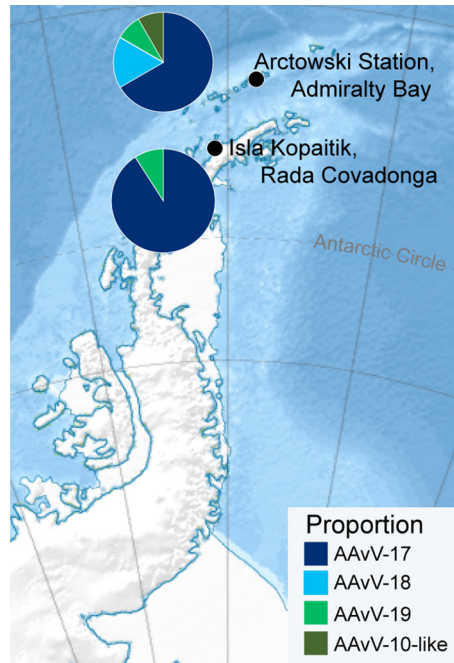 Arctowski Station,
Admiralty Bay
Isla Kopaitik,
Rada Covadonga
Antarctic Circle
Proportion
AAvV-17
AAvV-18
AAvV-19
AAvV-10-like